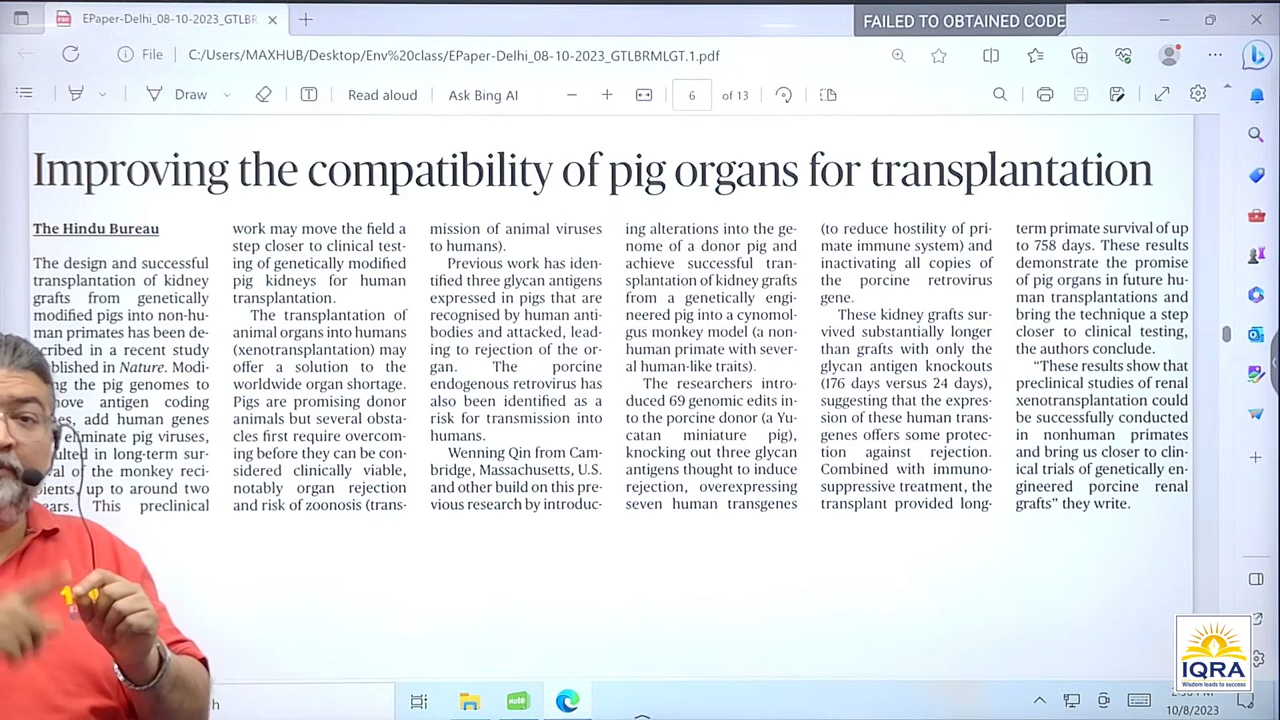 EPaper-Delhi_08-10-2023_GTLBR
FAILED TO OBTAINED CODE
File
C:/Users/MAXHUB/Desktop/Env%20class/EPaper-Delhi_08-10-2023_GTLBRMLGT.1.pdf
Draw
Read aloud
Ask Bing AI
6 of 13
Improving the compatibility of pig organs for transplantation
The Hindu Bureau
The design and successful
transplantation of kidney
grafts from genetically
modified pigs into non-hu-
man primates has been de-
cribed in a recent study
blished in Nature. Modi-
ng the pig genomes to
ove antigen coding
es, add human genes
eliminate pig viruses,
ulted in long-term sur-
al of the monkey reci-
pients, up to around two
ears. This preclinical
work may move the field a
step closer to clinical test-
ing of genetically modified
pig kidneys for human
transplantation.
The transplantation of
animal organs into humans
(xenotransplantation) may
offer a solution to the
worldwide organ shortage.
Pigs are promising donor
animals but several obsta-
cles first require overcom-
ing before they can be con-
sidered clinically viable,
notably organ rejection
and risk of zoonosis (trans-
mission of animal viruses
to humans).
Previous work has iden-
tified three glycan antigens
expressed in pigs that are
recognised by human anti-
bodies and attacked, lead-
ing to rejection of the or-
gan. The porcine
endogenous retrovirus has
also been identified as a
risk for transmission into
humans.
Wenning Qin from Cam-
bridge, Massachusetts, U.S.
and other build on this pre-
vious research by introduc-
ing alterations into the ge-
nome of a donor pig and
achieve successful tran-
splantation of kidney grafts
from a genetically engi-
neered pig into a cynomol-
gus monkey model (a non-
human primate with sever-
al human-like traits).
The researchers intro-
duced 69 genomic edits in-
to the porcine donor (a Yu-
catan miniature pig),
knocking out three glycan
antigens thought to induce
rejection, overexpressing
seven human transgenes
(to reduce hostility of pri-
mate immune system) and
inactivating all copies of
the porcine retrovirus
gene.
These kidney grafts sur-
vived substantially longer
than grafts with only the
glycan antigen knockouts
(176 days versus 24 days),
suggesting that the expres-
sion of these human trans-
genes offers some protec-
tion against rejection.
Combined with immuno-
suppressive treatment, the
transplant provided long-
term primate survival of up
to 758 days. These results
demonstrate the promise
of pig organs in future hu-
man transplantations and
bring the technique a step
closer to clinical testing,
the authors conclude.
"These results show that
preclinical studies of renal
xenotransplantation could
be successfully conducted
in nonhuman primates
and bring us closer to clin-
ical trials of genetically en-
gineered porcine renal
grafts" they write.
IQRA
Wisdom leads to success
10/8/2023